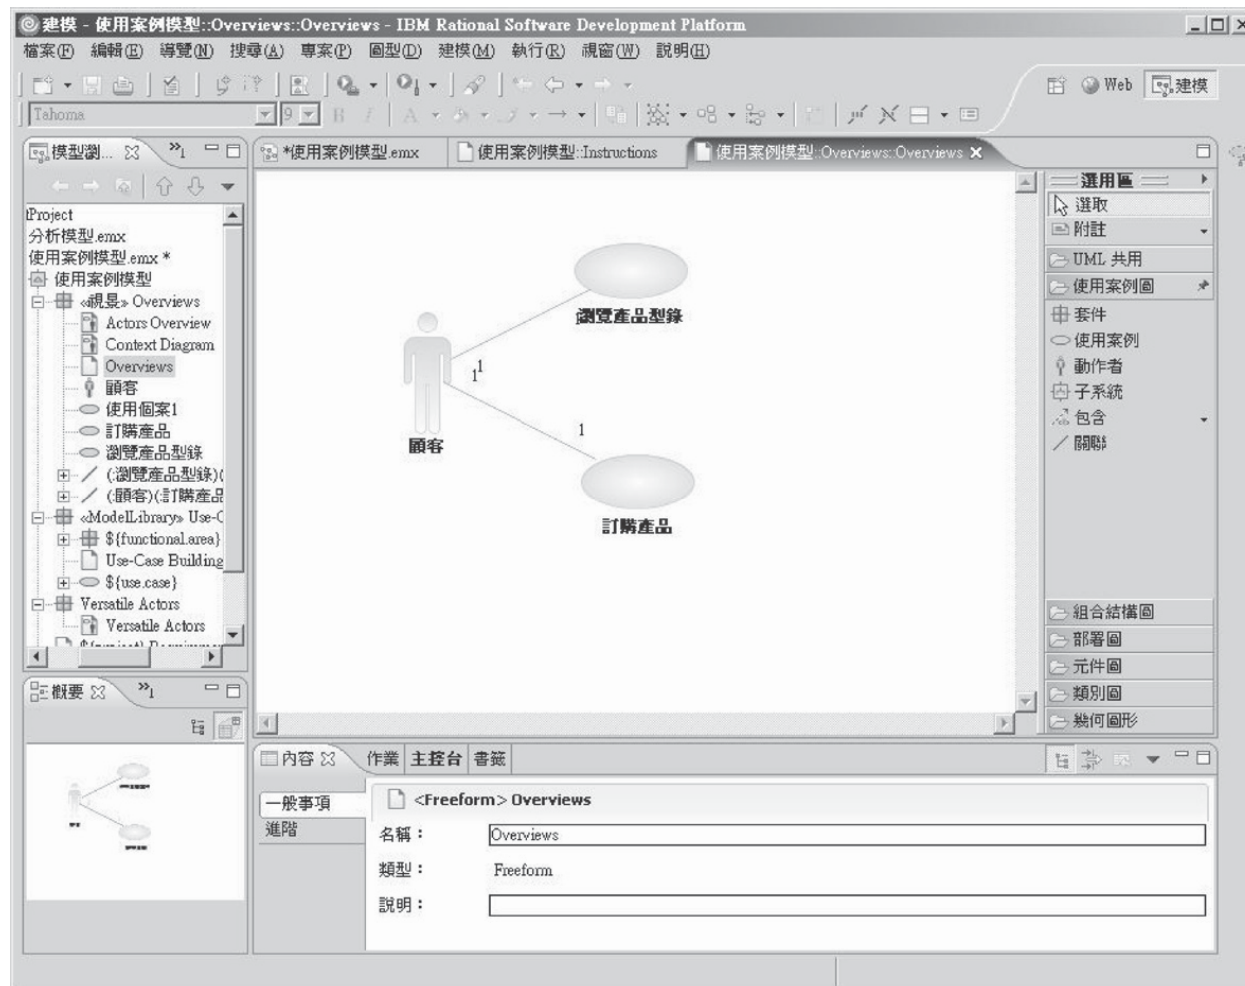 建模 - 使用案例模型::Overviews::Overviews - IBM Rational Software Development Platform
檔案(F) 編輯(E) 導覽(N) 搜尋(A) 專案(P) 圖型(D) 建模(M) 執行(R) 視窗(W) 說明(H)
Web 建模
Tahoma 9 B I A
模型瀏... »1
*使用案例模型.emx 使用案例模型::Instructions 使用案例模型::Overviews::Overviews
tProject
分析模型.emx
使用案例模型.emx *
使用案例模型
«視景» Overviews
Actors Overview
Context Diagram
Overviews
顧客
使用個案1
訂購產品
瀏覽產品型錄
(:瀏覽產品型錄)(
(:顧客)(:訂購產品
«ModelLibrary» Use-C
${functional.area}
Use-Case Building
${use.case}
Versatile Actors
Versatile Actors
瀏覽產品型錄
1
1
1
顧客
訂購產品
選用區
選取
附註
UML 共用
使用案例圖
套件
使用案例
動作者
子系統
包含
關聯
組合結構圖
部署圖
元件圖
類別圖
幾何圖形
概要 »1
內容 作業 主控台 書籤
一般事項
進階
<Freeform> Overviews
名稱： Overviews
類型： Freeform
說明：